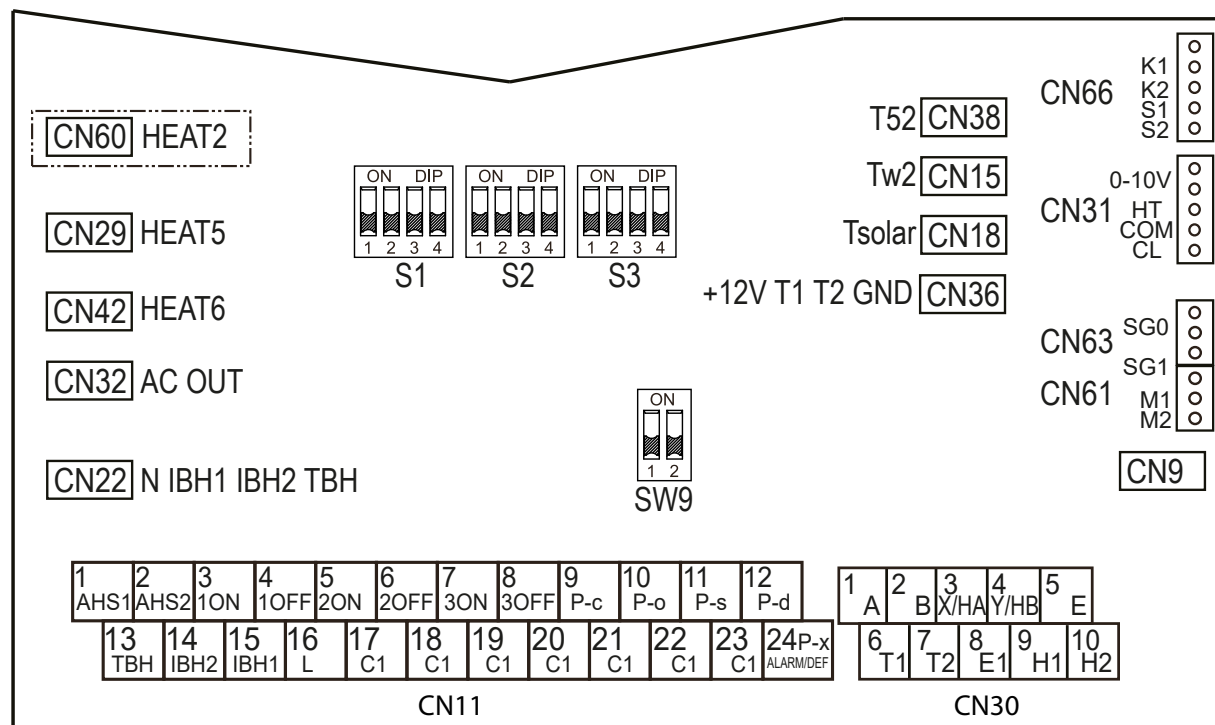 CN60 HEAT2
CN29 HEAT5
CN42 HEAT6
CN32 AC OUT
CN22 N IBH1 IBH2 TBH
ON DIP
1 2 3 4
S1
ON DIP
1 2 3 4
S2
ON DIP
1 2 3 4
S3
ON
1 2
SW9
T52 CN38
Tw2 CN15
Tsolar CN18
+12V T1 T2 GND CN36
CN66
K1
K2
S1
S2
CN31
0-10V
HT
COM
CL
CN63
SG0
SG1
CN61
M1
M2
CN9
1 2 3 4 5 6 7 8 9 10 11 12
AHS1 AHS2 1ON 1OFF 2ON 2OFF 3ON 3OFF P-c P-o P-s P-d
13 14 15 16 17 18 19 20 21 22 23 24 P-x
TBH IBH2 IBH1 L C1 C1 C1 C1 C1 C1 C1 ALARM/DEF
CN11
1 2 3 4 5
A B X/HA Y/HB E
6 7 8 9 10
T1 T2 E1 H1 H2
CN30